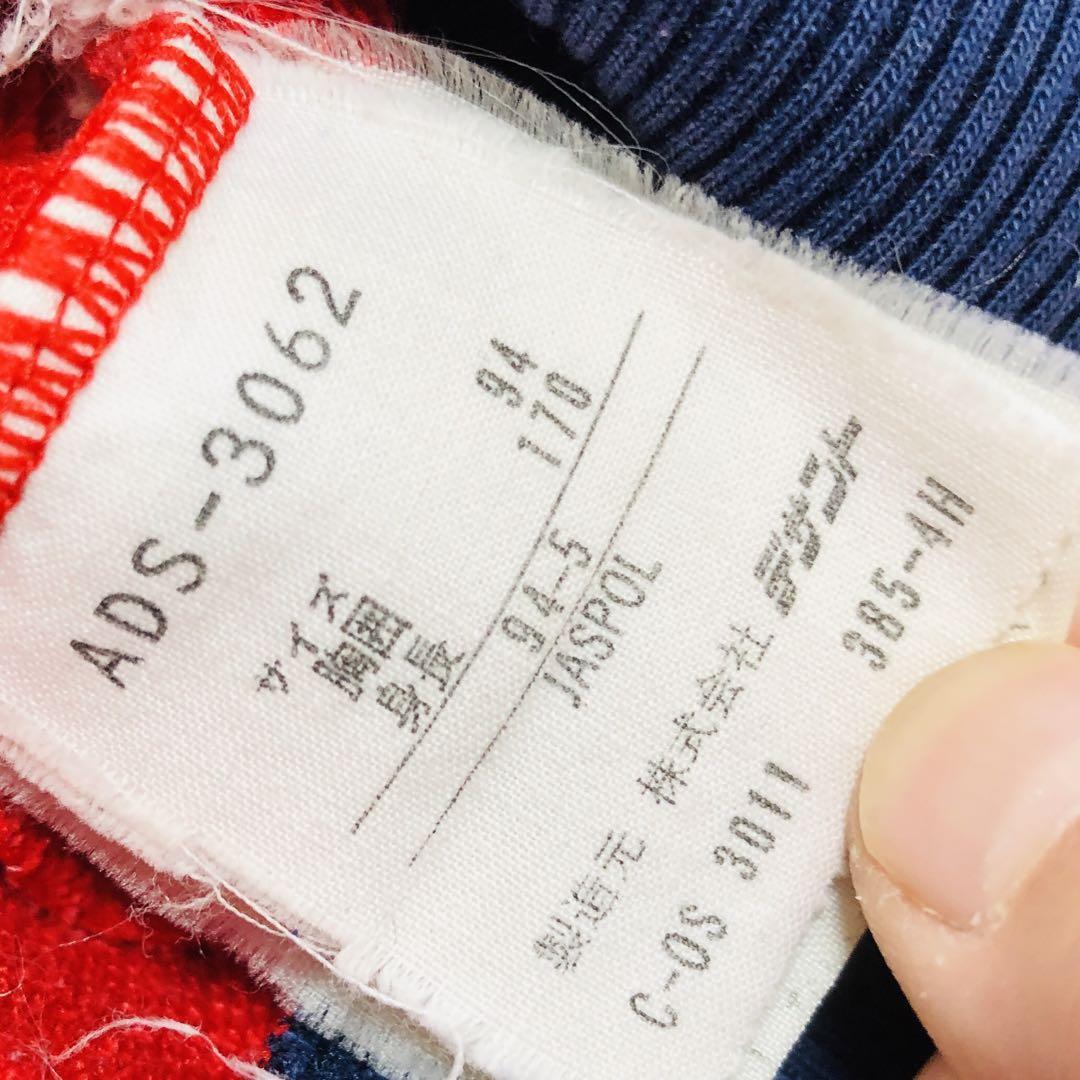 ADS-3062
サイズ
胸囲 94
身長 170
94-5
JASPOL
製造元 株式会社 デサント
C-OS 3011 385-4H